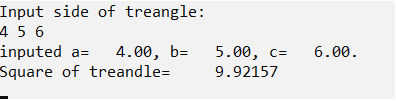 Input side of treangle:
4 5 6
inputed a=   4.00, b=   5.00, c=   6.00.
Square of treandle=     9.92157